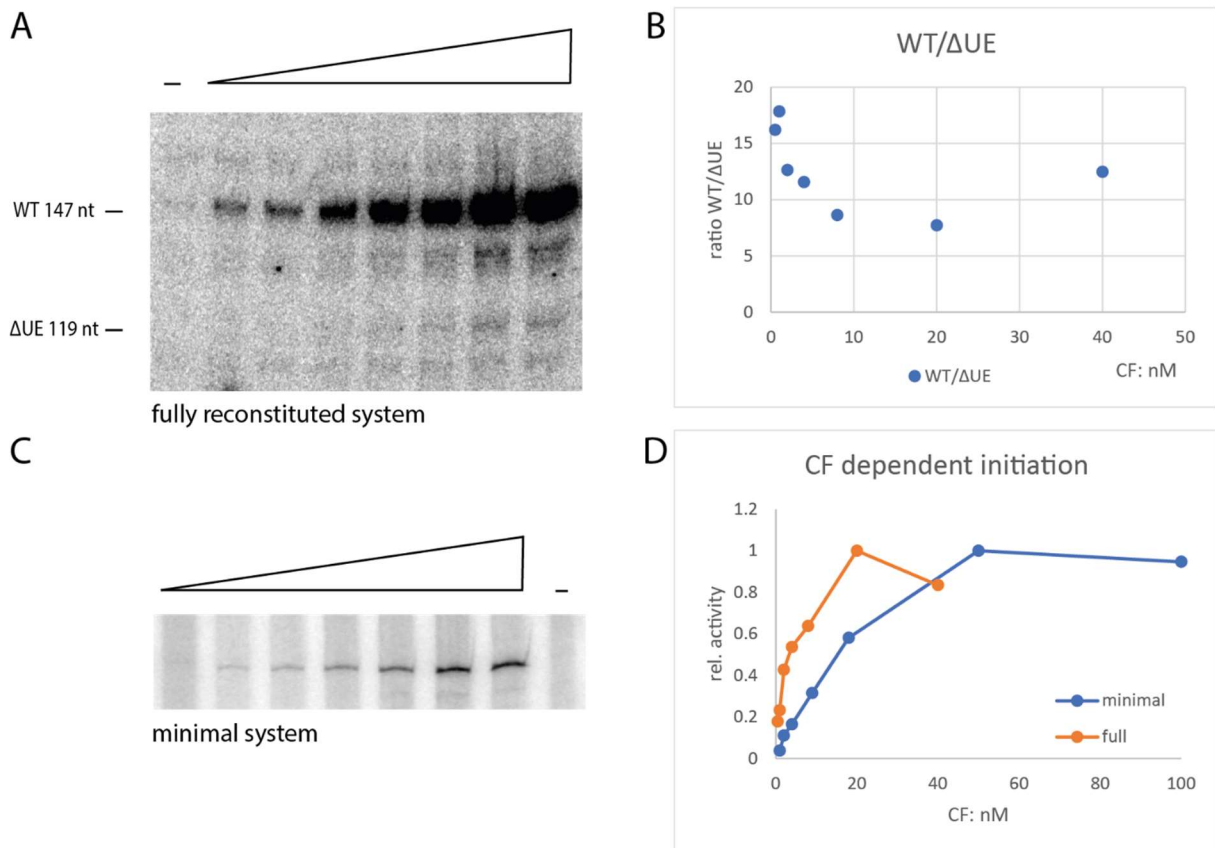 A
–
WT 147 nt –
ΔUE 119 nt –
fully reconstituted system
B
WT/ΔUE
ratio WT/ΔUE
20
15
10
5
0
0 10 20 30 40 50
WT/ΔUE
CF: nM
C
–
minimal system
D
CF dependent initiation
rel. activity
1.2
1
0.8
0.6
0.4
0.2
0
0 20 40 60 80 100
minimal
full
CF: nM